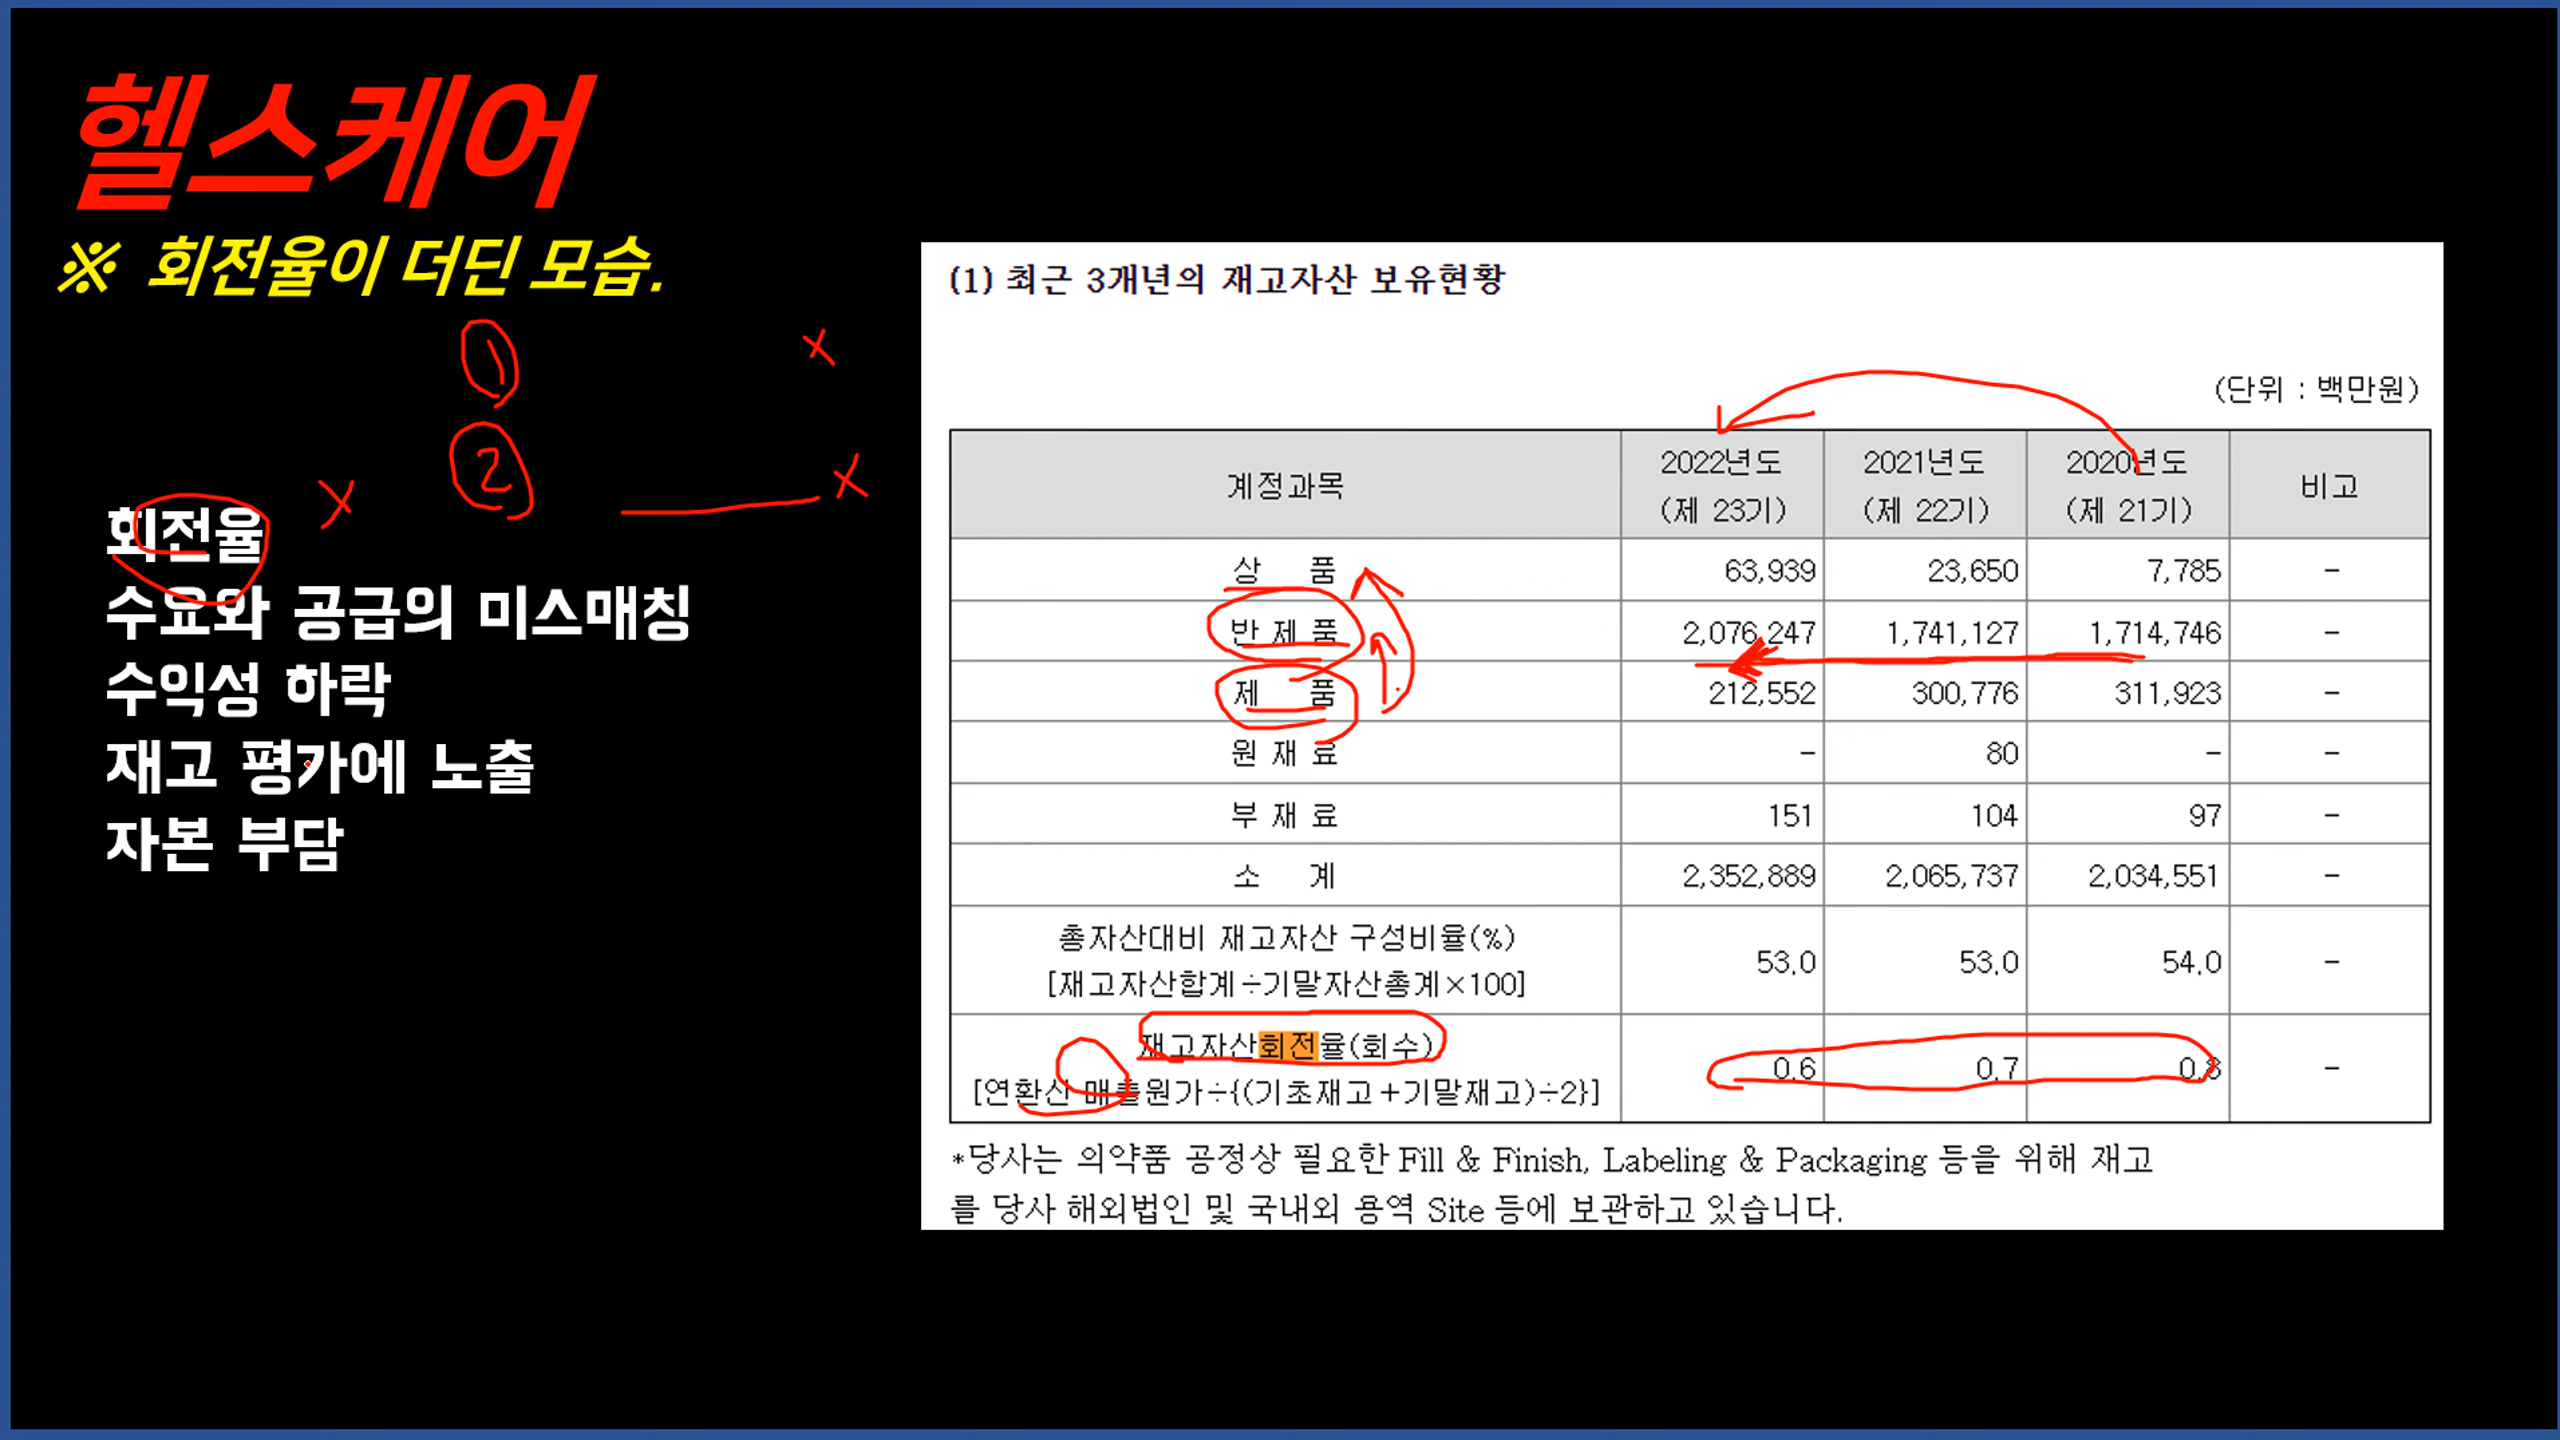 헬스케어
※ 회전율이 더딘 모습.
① X
② X
회전율 X
수요와 공급의 미스매칭
수익성 하락
재고 평가에 노출
자본 부담
(1) 최근 3개년의 재고자산 보유현황
(단위 : 백만원)
계정과목 2022년도 (제 23기) 2021년도 (제 22기) 2020년도 (제 21기) 비고
상 품 63,939 23,650 7,785 -
반 제 품 2,076,247 1,741,127 1,714,746 -
제 품 212,552 300,776 311,923 -
원 재 료 - 80 - -
부 재 료 151 104 97 -
소 계 2,352,889 2,065,737 2,034,551 -
총자산대비 재고자산 구성비율(%)
[재고자산합계÷기말자산총계×100] 53.0 53.0 54.0 -
재고자산회전율(회수)
[연환산 매출원가÷{(기초재고+기말재고)÷2}] 0.6 0.7 -
*당사는 의약품 공정상 필요한 Fill & Finish, Labeling & Packaging 등을 위해 재고
를 당사 해외법인 및 국내외 용역 Site 등에 보관하고 있습니다.